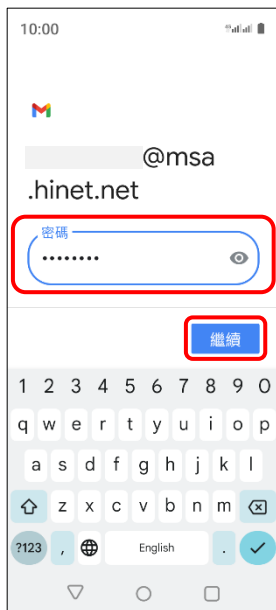 10:00
@msa
.hinet.net
密碼
••••••••
繼續
1 2 3 4 5 6 7 8 9 0
q w e r t y u i o p
a s d f g h j k l
z x c v b n m
?123 , English .